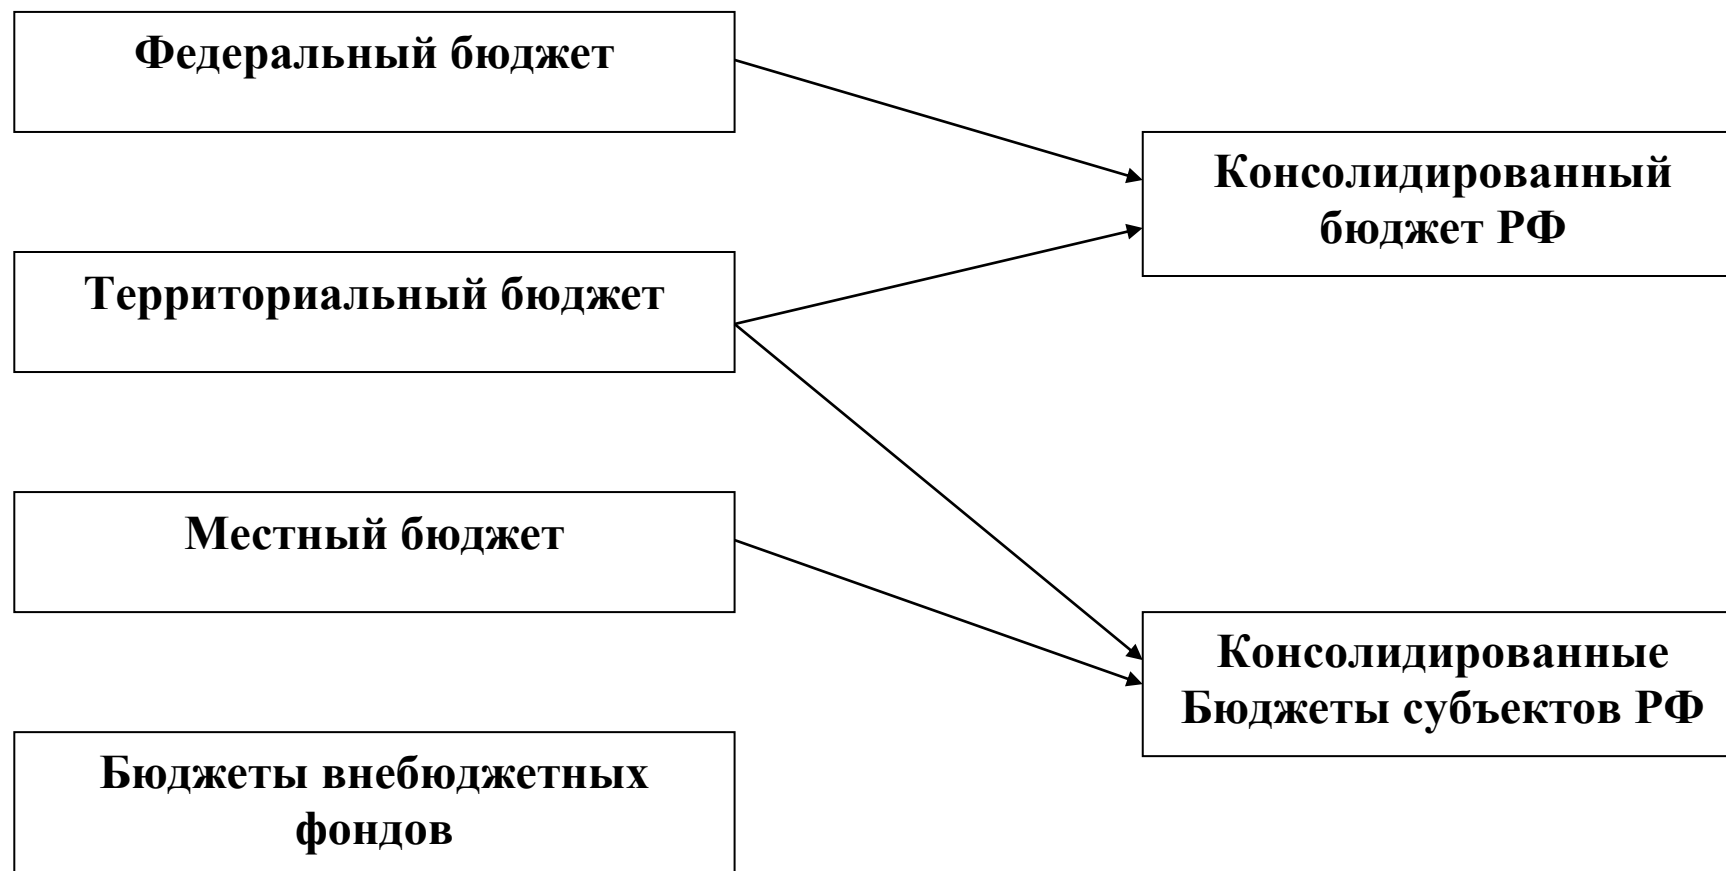 Федеральный бюджет
Консолидированный
бюджет РФ
Территориальный бюджет
Местный бюджет
Консолидированные
Бюджеты субъектов РФ
Бюджеты внебюджетных
фондов